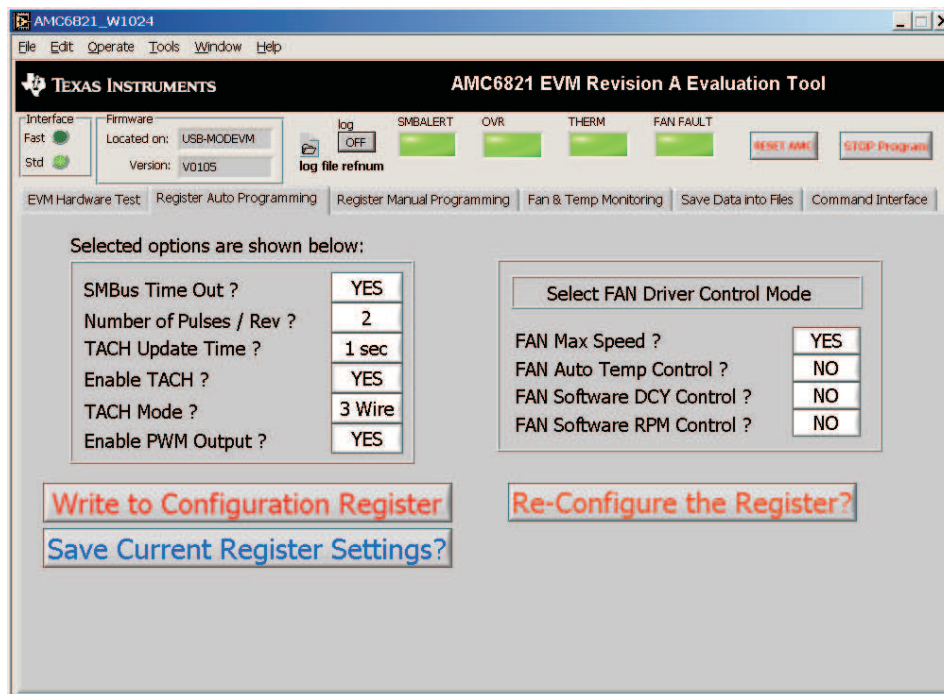 AMC6821_W1024
File Edit Operate Tools Window Help
TEXAS INSTRUMENTS AMC6821 EVM Revision A Evaluation Tool
Interface Firmware log SMBALERT OVR THERM FAN FAULT
Fast Located on: USB-MODEVM OFF RESET AMC STOP Program
Std Version: V0105 log file refnum
EVM Hardware Test Register Auto Programming Register Manual Programming Fan & Temp Monitoring Save Data into Files Command Interface
Selected options are shown below:
SMBus Time Out ? YES
Number of Pulses / Rev ? 2
TACH Update Time ? 1 sec
Enable TACH ? YES
TACH Mode ? 3 Wire
Enable PWM Output ? YES
Select FAN Driver Control Mode
FAN Max Speed ? YES
FAN Auto Temp Control ? NO
FAN Software DCY Control ? NO
FAN Software RPM Control ? NO
Write to Configuration Register Re-Configure the Register?
Save Current Register Settings?